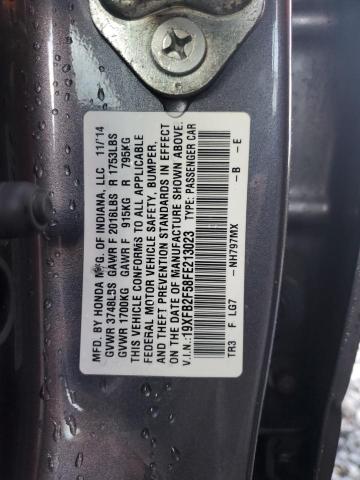 MFD. BY HONDA MFG. OF INDIANA, LLC 11/'14
GVWR 3748LBS GAWR F 2016LBS R 1753LBS
GVWR 1700KG GAWR F 915KG R 795KG
THIS VEHICLE CONFORMS TO ALL APPLICABLE
FEDERAL MOTOR VEHICLE SAFETY, BUMPER,
AND THEFT PREVENTION STANDARDS IN EFFECT
ON THE DATE OF MANUFACTURE SHOWN ABOVE.
V.I.N.:19XFB2F58FE213023 TYPE: PASSENGER CAR
TR3 F LG7 -NH797MX -B -E